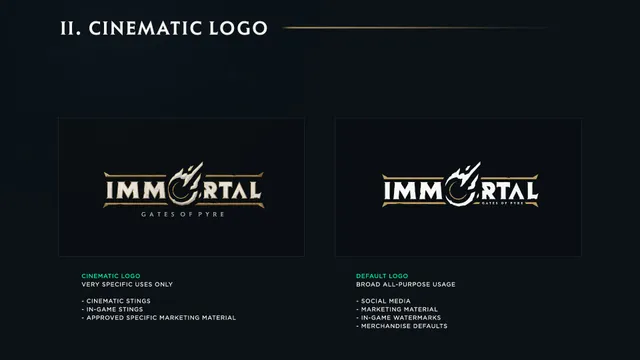 II. CINEMATIC LOGO
IMMORTAL
GATES OF PYRE
IMMORTAL
GATES OF PYRE
CINEMATIC LOGO
VERY SPECIFIC USES ONLY
- CINEMATIC STINGS
- IN-GAME STINGS
- APPROVED SPECIFIC MARKETING MATERIAL
DEFAULT LOGO
BROAD ALL-PURPOSE USAGE
- SOCIAL MEDIA
- MARKETING MATERIAL
- IN-GAME WATERMARKS
- MERCHANDISE DEFAULTS